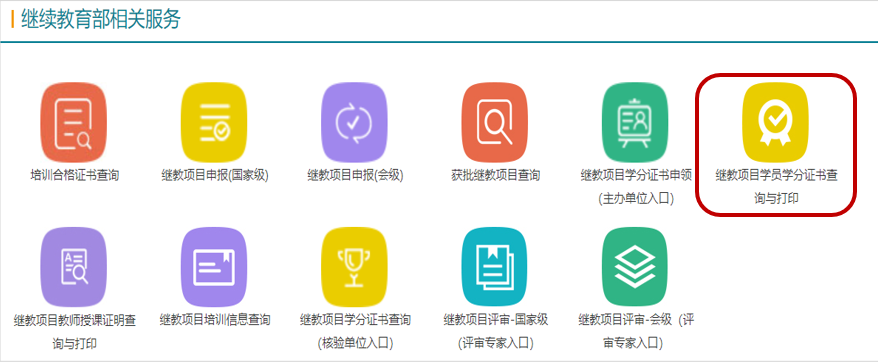 继续教育部相关服务
培训合格证书查询
继教项目申报(国家级)
继教项目申报(会级)
获批继教项目查询
继教项目学分证书申领
(主办单位入口)
继教项目学员学分证书查
询与打印
继教项目教师授课证明查
询与打印
继教项目培训信息查询
继教项目学分证书查询
(核验单位入口)
继教项目评审-国家级
(评审专家入口)
继教项目评审-会级（评
审专家入口)